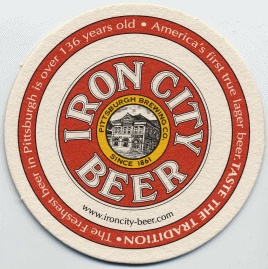 The Freshest beer in Pittsburgh is over 136 years old • America's first true lager beer TASTE THE TRADITION •
IRON CITY
PITTSBURGH BREWING CO.
SINCE 1861
BEER
www.ironcity-beer.com